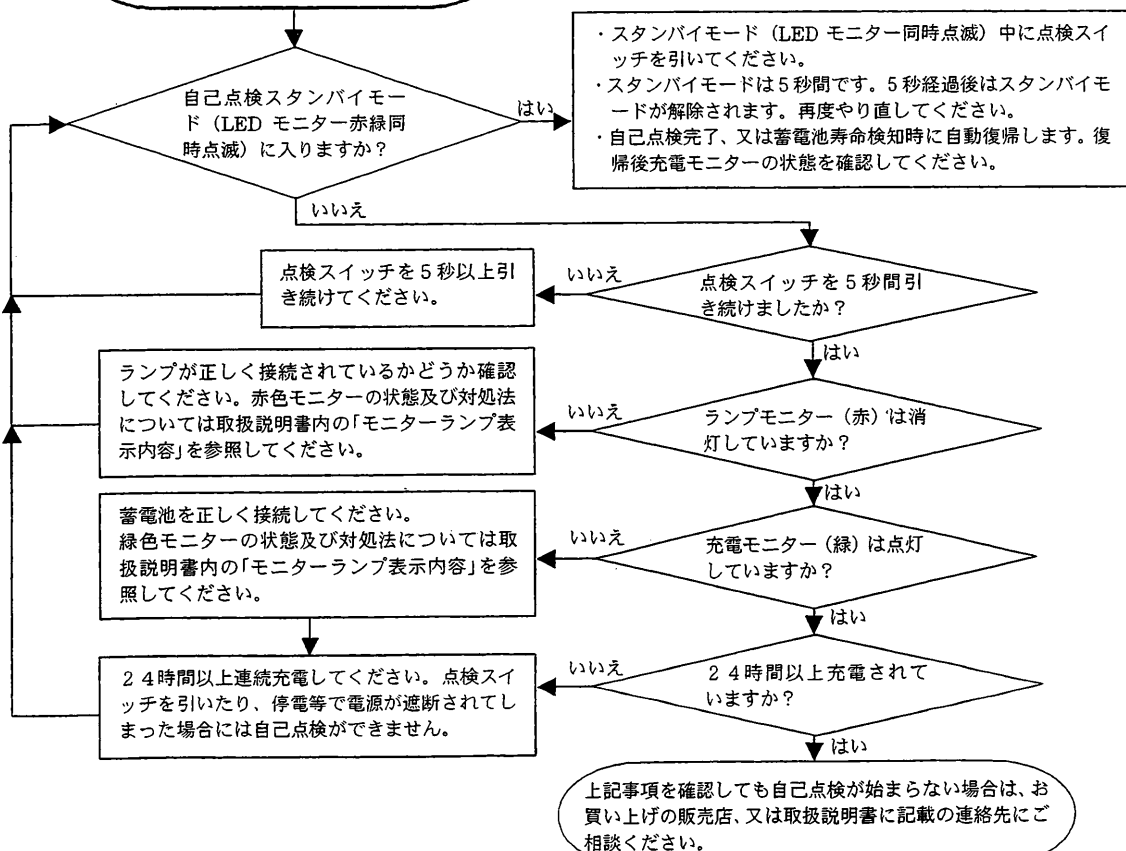 ・スタンバイモード（LED モニター同時点滅）中に点検スイ
ッチを引いてください。
・スタンバイモードは５秒間です。５秒経過後はスタンバイモ
ードが解除されます。再度やり直してください。
・自己点検完了、又は蓄電池寿命検知時に自動復帰します。復
帰後充電モニターの状態を確認してください。
自己点検スタンバイモー
ド（LED モニター赤緑同
時点滅）に入りますか？
はい
いいえ
点検スイッチを５秒間引
き続けましたか？
いいえ
点検スイッチを５秒以上引
き続けてください。
はい
ランプモニター（赤）は消
灯していますか？
いいえ
ランプが正しく接続されているかどうか確認
してください。赤色モニターの状態及び対処法
については取扱説明書内の「モニターランプ表
示内容」を参照してください。
はい
充電モニター（緑）は点灯
していますか？
いいえ
蓄電池を正しく接続してください。
緑色モニターの状態及び対処法については取
扱説明書内の「モニターランプ表示内容」を参
照してください。
はい
２４時間以上充電されて
いますか？
いいえ
２４時間以上連続充電してください。点検スイ
ッチを引いたり、停電等で電源が遮断されてし
まった場合には自己点検ができません。
はい
上記事項を確認しても自己点検が始まらない場合は、お
買い上げの販売店、又は取扱説明書に記載の連絡先にご
相談ください。